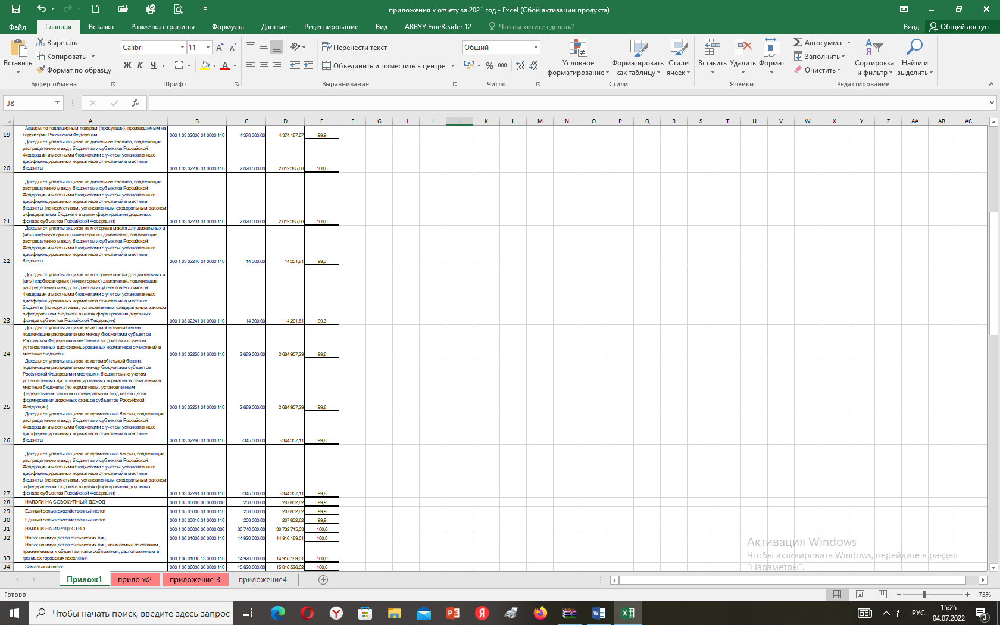 приложения к отчету за 2021 год - Excel (Сбой активации продукта)
Файл Главная Вставка Разметка страницы Формулы Данные Рецензирование Вид ABBYY FineReader 12 Что вы хотите сделать? Вход Общий доступ
Вставить
Вырезать
Копировать
Формат по образцу
Буфер обмена
Calibri 11
Ж К Ч
Шрифт
Перенести текст
Объединить и поместить в центре
Выравнивание
Общий
% 000
Число
Условное форматирование
Форматировать как таблицу
Стили ячеек
Стили
Вставить Удалить Формат
Ячейки
Автосумма
Заполнить
Очистить
Сортировка и фильтр
Найти и выделить
Редактирование
J8
fx
A B C D E F G H I J K L M N O P Q R S T U V W X Y Z AA AB AC
Акцизы по подакцизным товарам (продукции), производимым на
19 территории Российской Федерации 000 1 03 02000 01 0000 110 4 378 300,00 4 374 187,67 99,9
Доходы от уплаты акцизов на дизельное топливо, подлежащие
распределению между бюджетами субъектов Российской
Федерации и местными бюджетами с учетом установленных
дифференцированных нормативов отчислений в местные
20 бюджеты 000 1 03 02230 01 0000 110 2 020 000,00 2 019 385,68 100,0
Доходы от уплаты акцизов на дизельное топливо, подлежащие
распределению между бюджетами субъектов Российской
Федерации и местными бюджетами с учетом установленных
дифференцированных нормативов отчислений в местные
бюджеты (по нормативам, установленным федеральным законом
о федеральном бюджете в целях формирования дорожных
21 фондов субъектов Российской Федерации) 000 1 03 02231 01 0000 110 2 020 000,00 2 019 385,68 100,0
Доходы от уплаты акцизов на моторные масла для дизельных и
(или) карбюраторных (инжекторных) двигателей, подлежащие
распределению между бюджетами субъектов Российской
Федерации и местными бюджетами с учетом установленных
дифференцированных нормативов отчислений в местные
22 бюджеты 000 1 03 02240 01 0000 110 14 300,00 14 201,81 99,3
Доходы от уплаты акцизов на моторные масла для дизельных и
(или) карбюраторных (инжекторных) двигателей, подлежащие
распределению между бюджетами субъектов Российской
Федерации и местными бюджетами с учетом установленных
дифференцированных нормативов отчислений в местные
бюджеты (по нормативам, установленным федеральным законом
о федеральном бюджете в целях формирования дорожных
23 фондов субъектов Российской Федерации) 000 1 03 02241 01 0000 110 14 300,00 14 201,81 99,3
Доходы от уплаты акцизов на автомобильный бензин,
подлежащие распределению между бюджетами субъектов
Российской Федерации и местными бюджетами с учетом
установленных дифференцированных нормативов отчислений в
24 местные бюджеты 000 1 03 02250 01 0000 110 2 689 000,00 2 684 957,29 99,8
Доходы от уплаты акцизов на автомобильный бензин,
подлежащие распределению между бюджетами субъектов
Российской Федерации и местными бюджетами с учетом
установленных дифференцированных нормативов отчислений в
местные бюджеты (по нормативам, установленным
федеральным законом о федеральном бюджете в целях
формирования дорожных фондов субъектов Российской
25 Федерации) 000 1 03 02251 01 0000 110 2 689 000,00 2 684 957,29 99,8
Доходы от уплаты акцизов на прямогонный бензин, подлежащие
распределению между бюджетами субъектов Российской
Федерации и местными бюджетами с учетом установленных
дифференцированных нормативов отчислений в местные
26 бюджеты 000 1 03 02260 01 0000 110 -345 000,00 -344 357,11 99,8
Доходы от уплаты акцизов на прямогонный бензин, подлежащие
распределению между бюджетами субъектов Российской
Федерации и местными бюджетами с учетом установленных
дифференцированных нормативов отчислений в местные
бюджеты (по нормативам, установленным федеральным законом
о федеральном бюджете в целях формирования дорожных
27 фондов субъектов Российской Федерации) 000 1 03 02261 01 0000 110 -345 000,00 -344 357,11 99,8
28 НАЛОГИ НА СОВОКУПНЫЙ ДОХОД 000 1 05 00000 00 0000 000 208 000,00 207 832,62 99,9
29 Единый сельскохозяйственный налог 000 1 05 03000 01 0000 110 208 000,00 207 832,62 99,9
30 Единый сельскохозяйственный налог 000 1 05 03010 01 0000 110 208 000,00 207 832,62 99,9
31 НАЛОГИ НА ИМУЩЕСТВО 000 1 06 00000 00 0000 000 30 740 000,00 30 732 715,03 100,0
32 Налог на имущество физических лиц 000 1 06 01000 00 0000 110 14 920 000,00 14 916 189,01 100,0
Налог на имущество физических лиц, взимаемый по ставкам,
применяемым к объектам налогообложения, расположенным в
33 границах городских поселений 000 1 06 01030 13 0000 110 14 920 000,00 14 916 189,01 100,0
34 Земельный налог 000 1 06 06000 00 0000 110 15 820 000,00 15 816 526,02 100,0
Активация Windows
Чтобы активировать Windows, перейдите в раздел
"Параметры".
Прилож1 прило ж2 приложение 3 приложение4
Готово 73%
Чтобы начать поиск, введите здесь запрос
РУС 15:25
04.07.2022
3